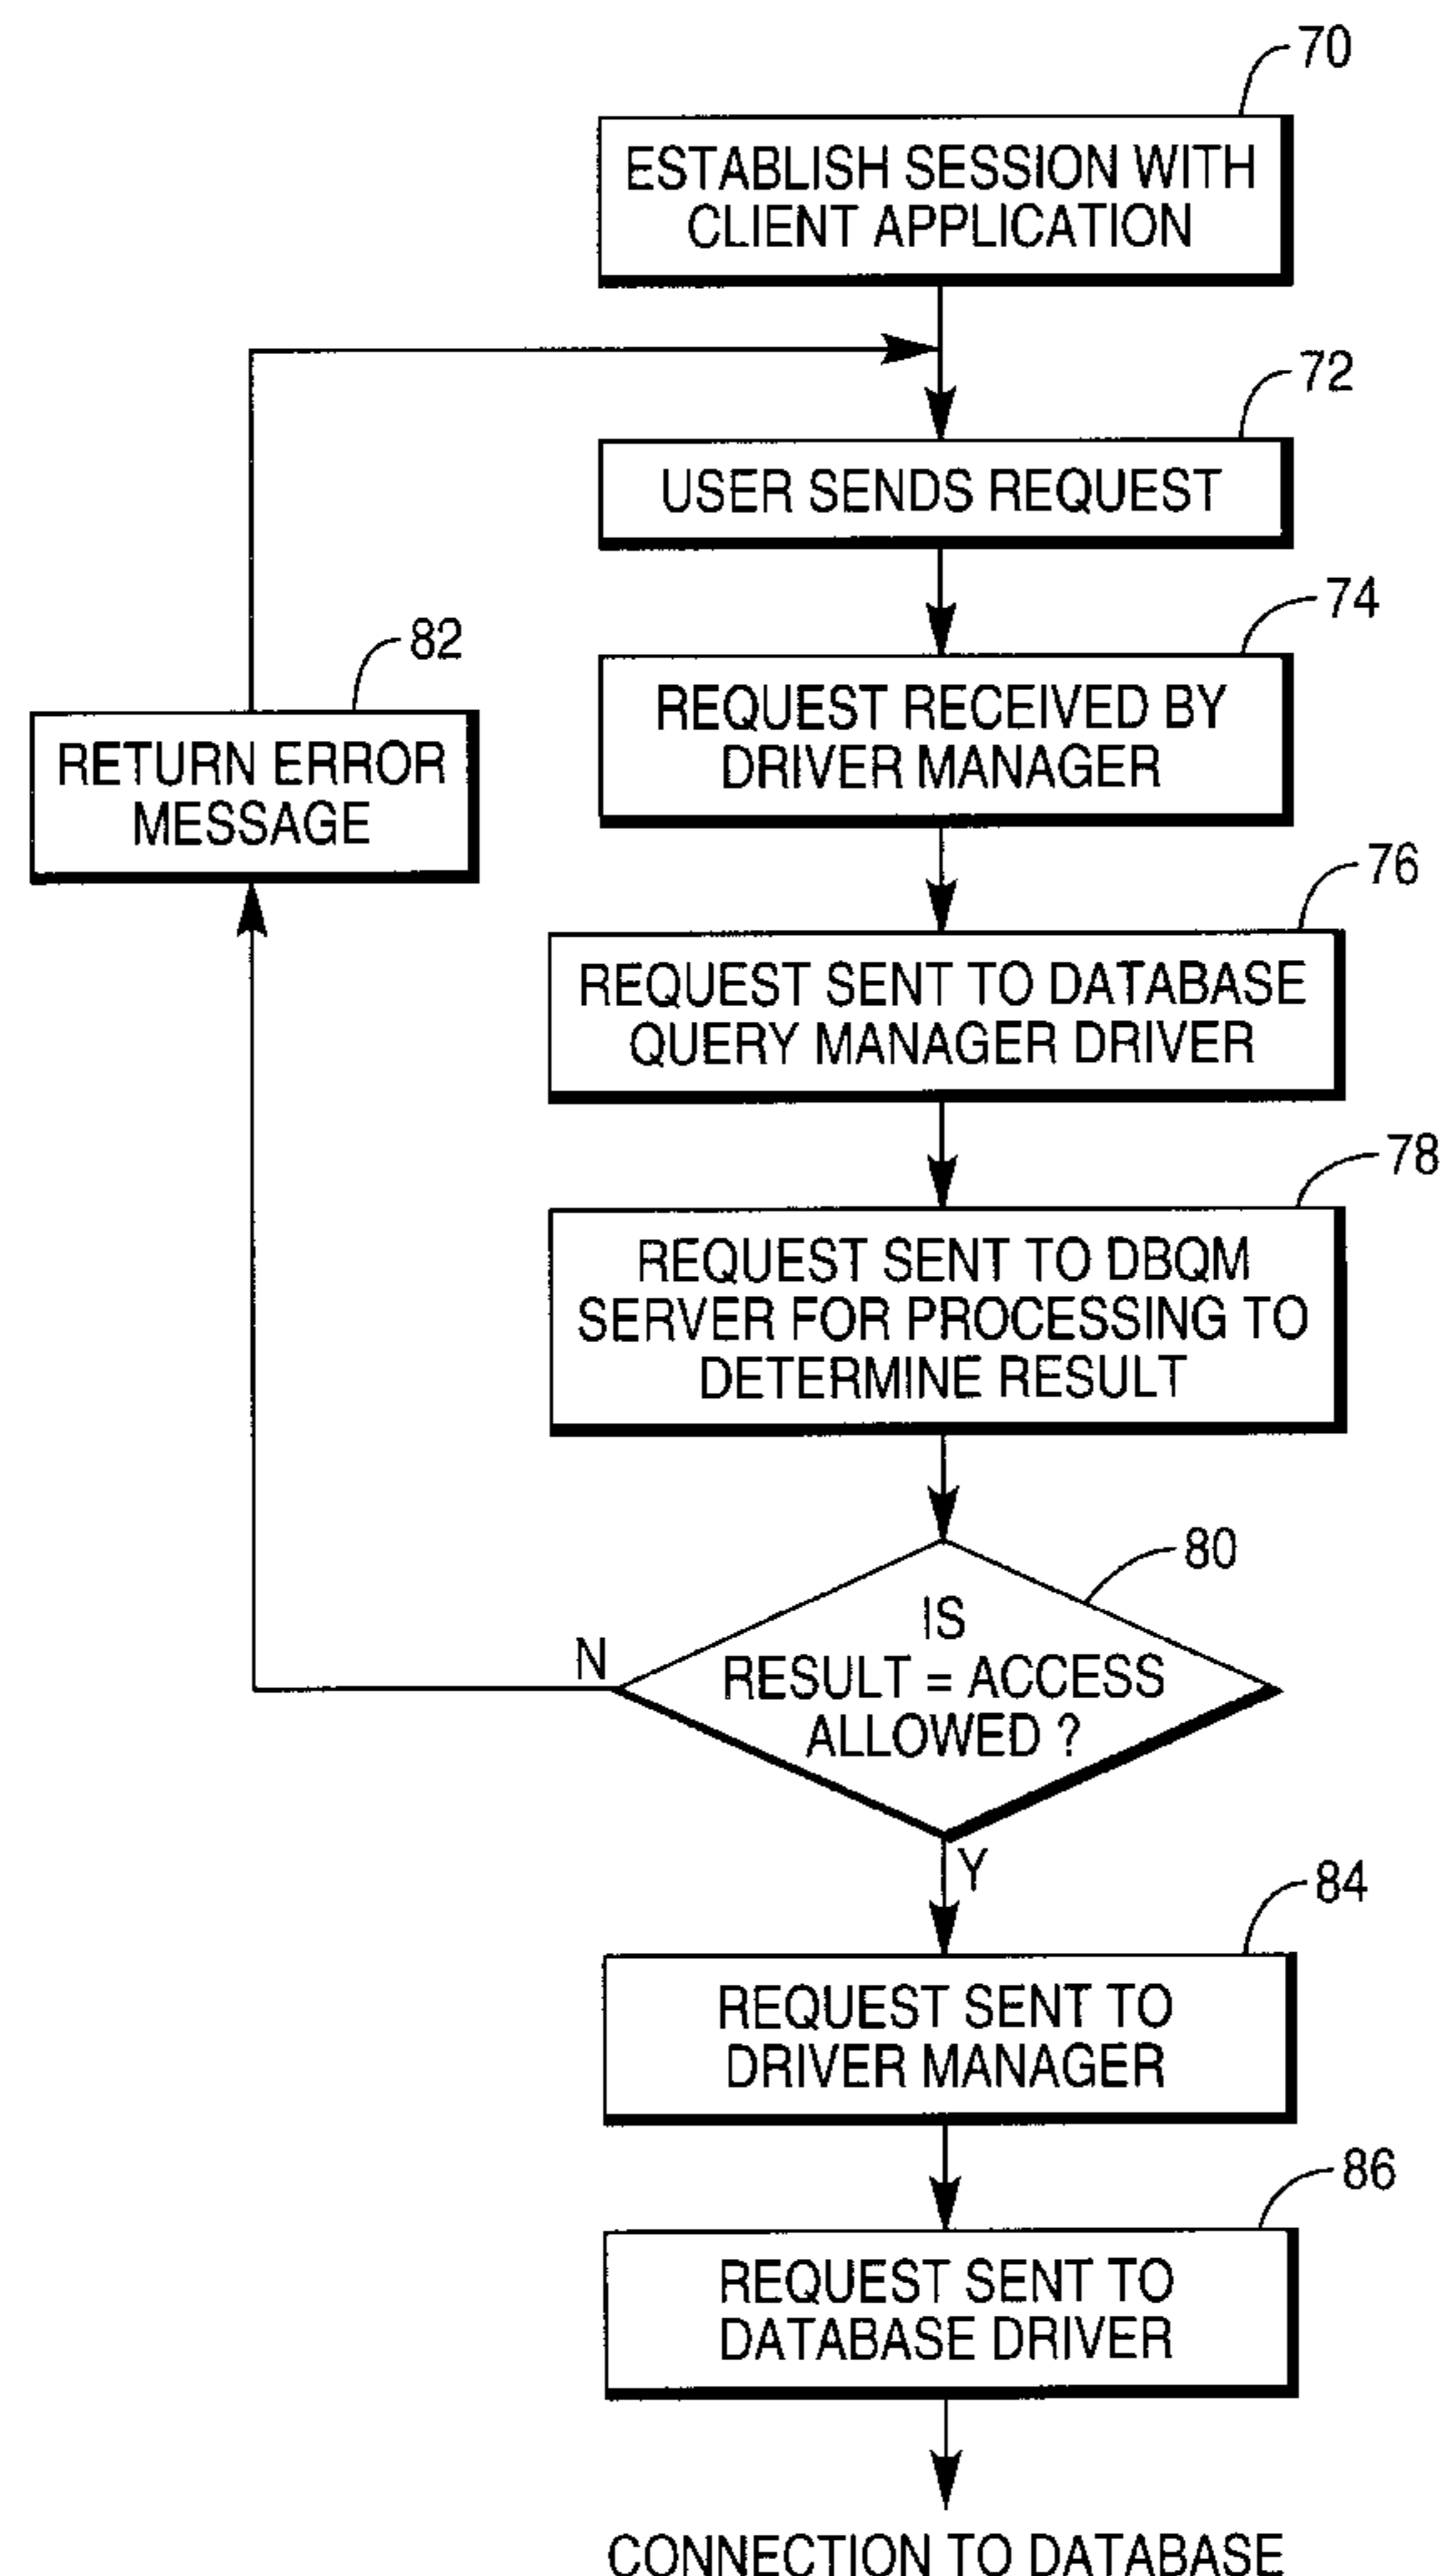 70
ESTABLISH SESSION WITH
CLIENT APPLICATION
72
USER SENDS REQUEST
74
REQUEST RECEIVED BY
DRIVER MANAGER
82
RETURN ERROR
MESSAGE
76
REQUEST SENT TO DATABASE
QUERY MANAGER DRIVER
78
REQUEST SENT TO DBQM
SERVER FOR PROCESSING TO
DETERMINE RESULT
80
IS
RESULT = ACCESS
ALLOWED ?
N
Y
84
REQUEST SENT TO
DRIVER MANAGER
86
REQUEST SENT TO
DATABASE DRIVER
CONNECTION TO DATABASE